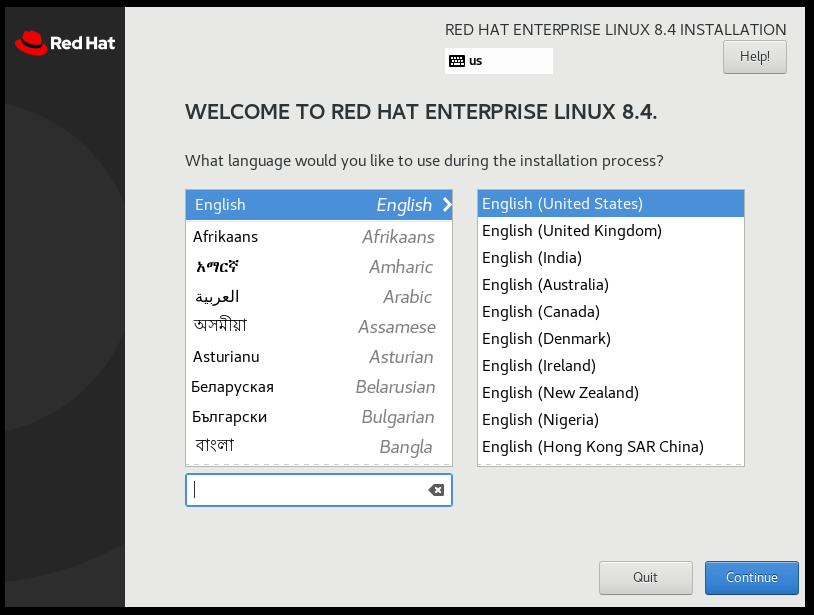 Red Hat
RED HAT ENTERPRISE LINUX 8.4 INSTALLATION
us
Help!
WELCOME TO RED HAT ENTERPRISE LINUX 8.4.
What language would you like to use during the installation process?
English English
Afrikaans Afrikaans
አማርኛ Amharic
العربية Arabic
অসমীয়া Assamese
Asturianu Asturian
Беларуская Belarusian
Български Bulgarian
বাংলা Bangla
English (United States)
English (United Kingdom)
English (India)
English (Australia)
English (Canada)
English (Denmark)
English (Ireland)
English (New Zealand)
English (Nigeria)
English (Hong Kong SAR China)
Quit
Continue